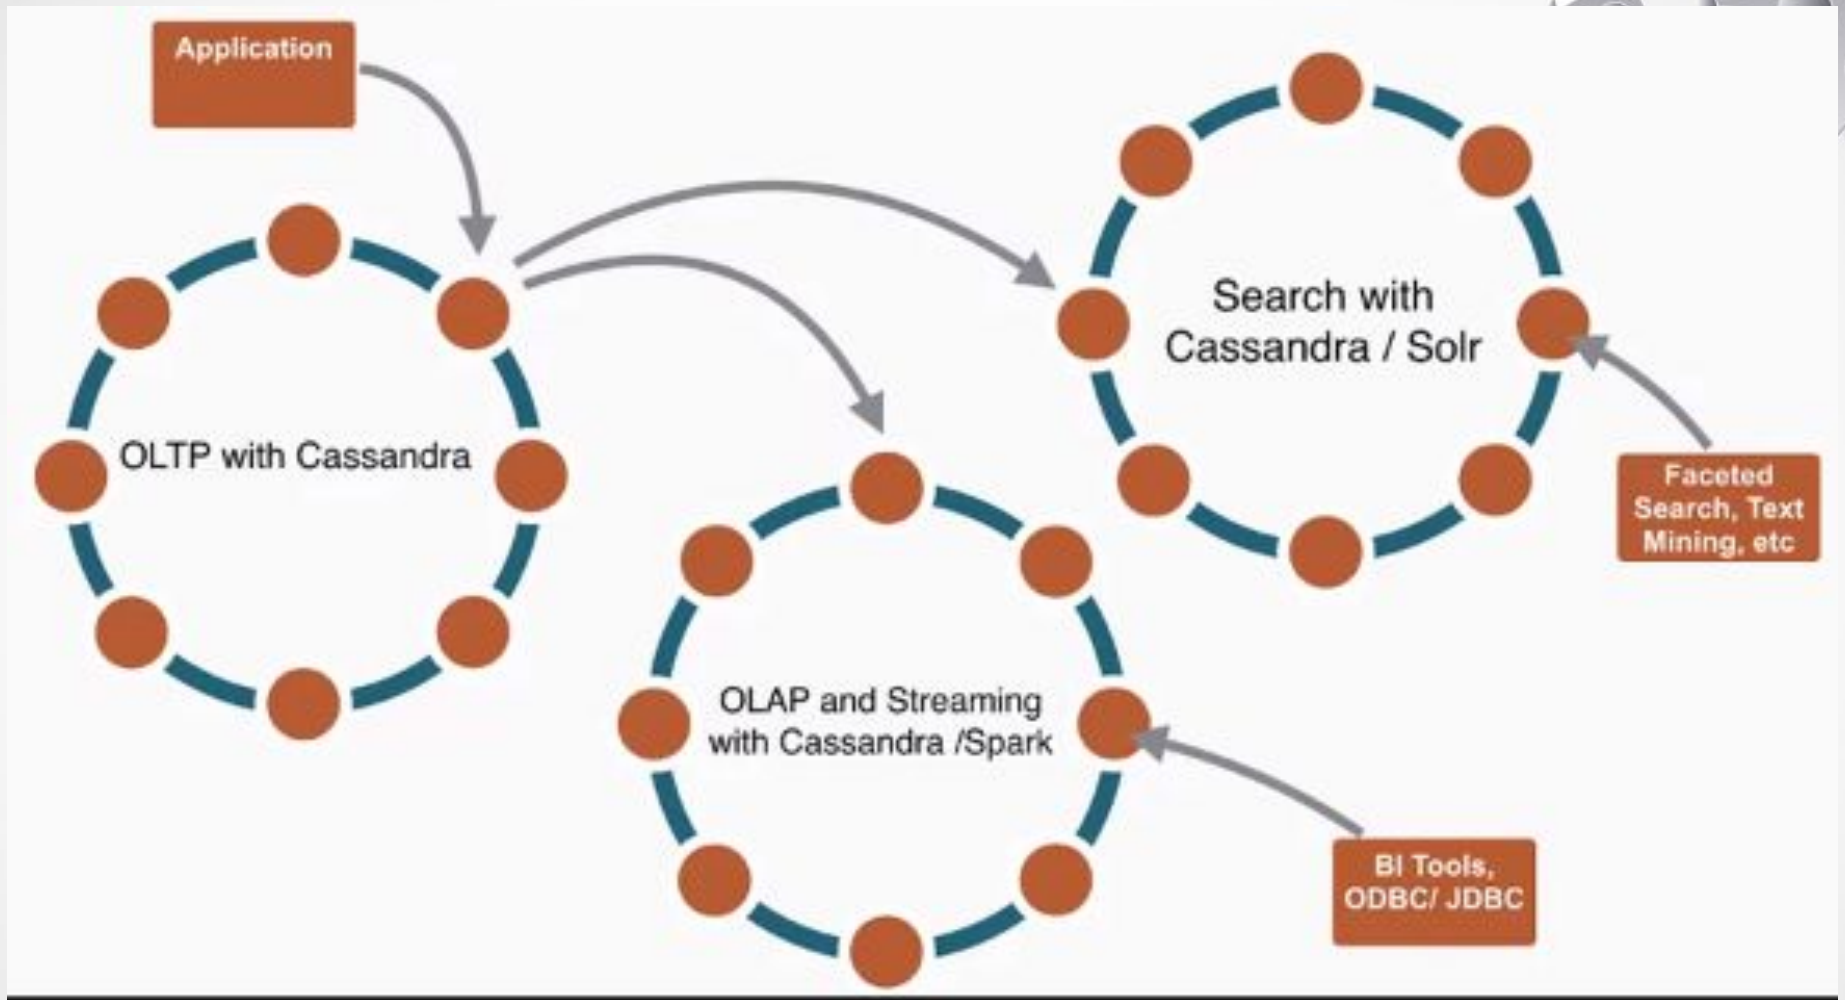 Application
OLTP with Cassandra
Search with
Cassandra / Solr
Faceted
Search, Text
Mining, etc
OLAP and Streaming
with Cassandra /Spark
BI Tools,
ODBC/ JDBC